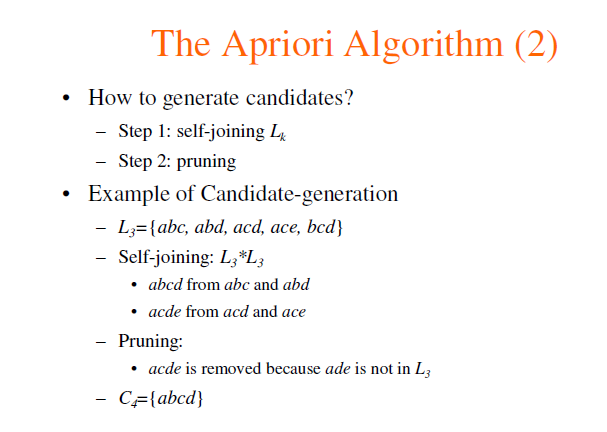 The Apriori Algorithm (2)
• How to generate candidates?
– Step 1: self-joining Lk
– Step 2: pruning
• Example of Candidate-generation
– L3={abc, abd, acd, ace, bcd}
– Self-joining: L3*L3
• abcd from abc and abd
• acde from acd and ace
– Pruning:
• acde is removed because ade is not in L3
– C4={abcd}